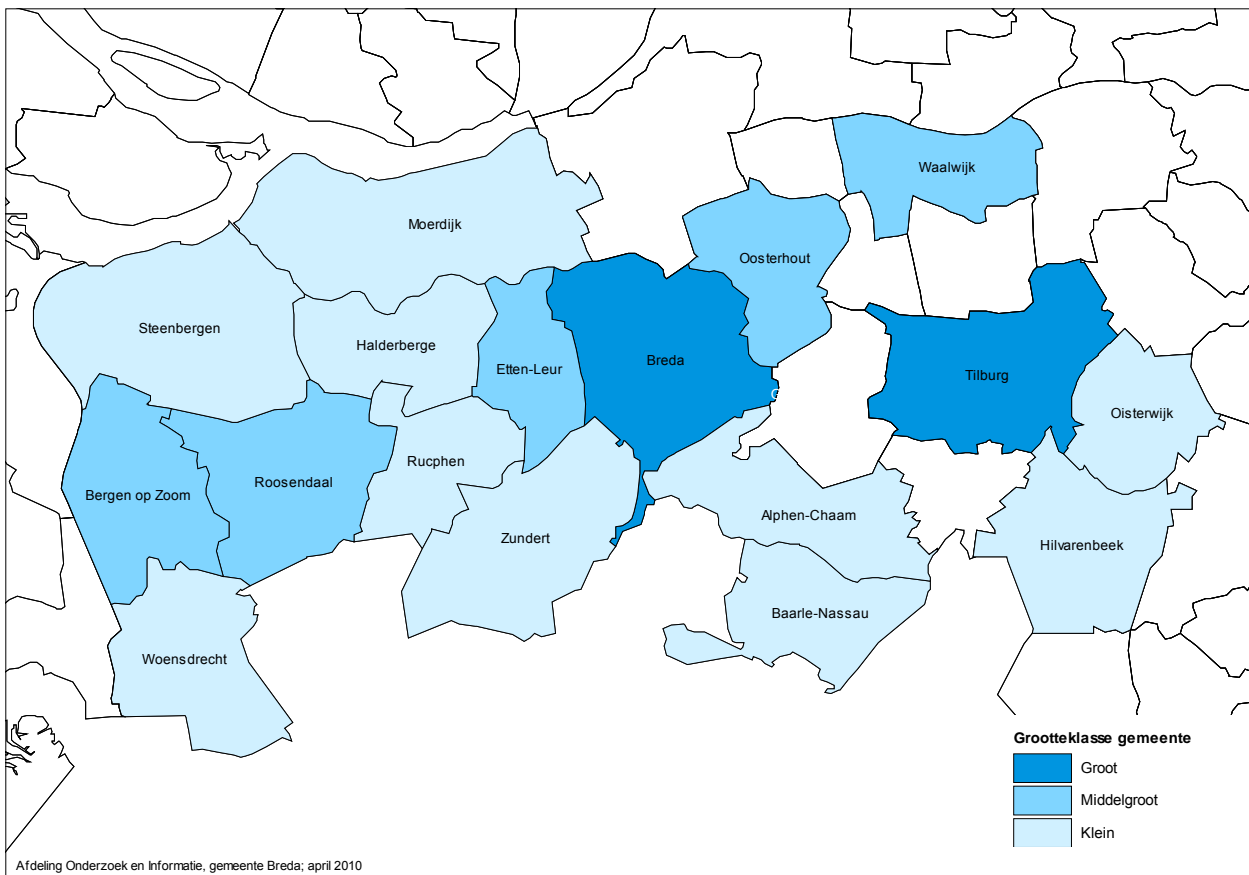 Waalwijk
Moerdijk
Oosterhout
Steenbergen
Halderberge
Breda
Etten-Leur
Tilburg
G
Oisterwijk
Rucphen
Roosendaal
Bergen op Zoom
Alphen-Chaam
Zundert
Hilvarenbeek
Baarle-Nassau
Woensdrecht
Grootteklasse gemeente
Groot
Middelgroot
Klein
Afdeling Onderzoek en Informatie, gemeente Breda; april 2010